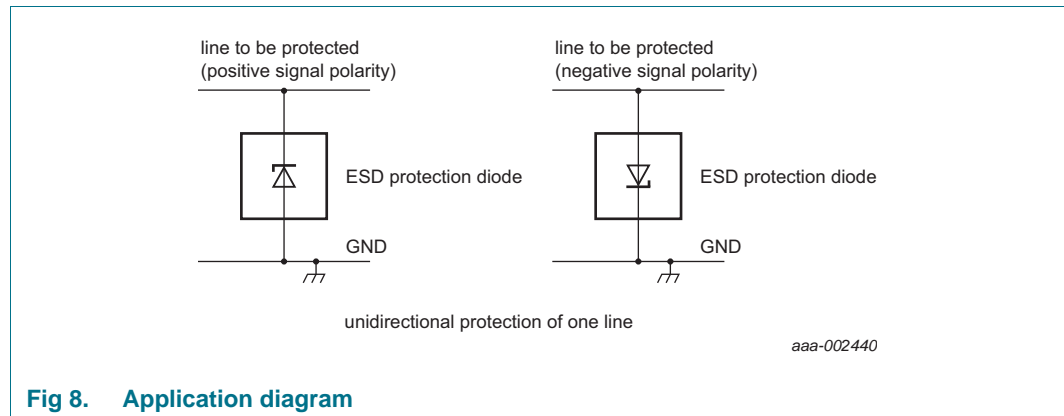 line to be protected
(positive signal polarity)
ESD protection diode
GND
line to be protected
(negative signal polarity)
ESD protection diode
GND
unidirectional protection of one line
aaa-002440
Fig 8. Application diagram